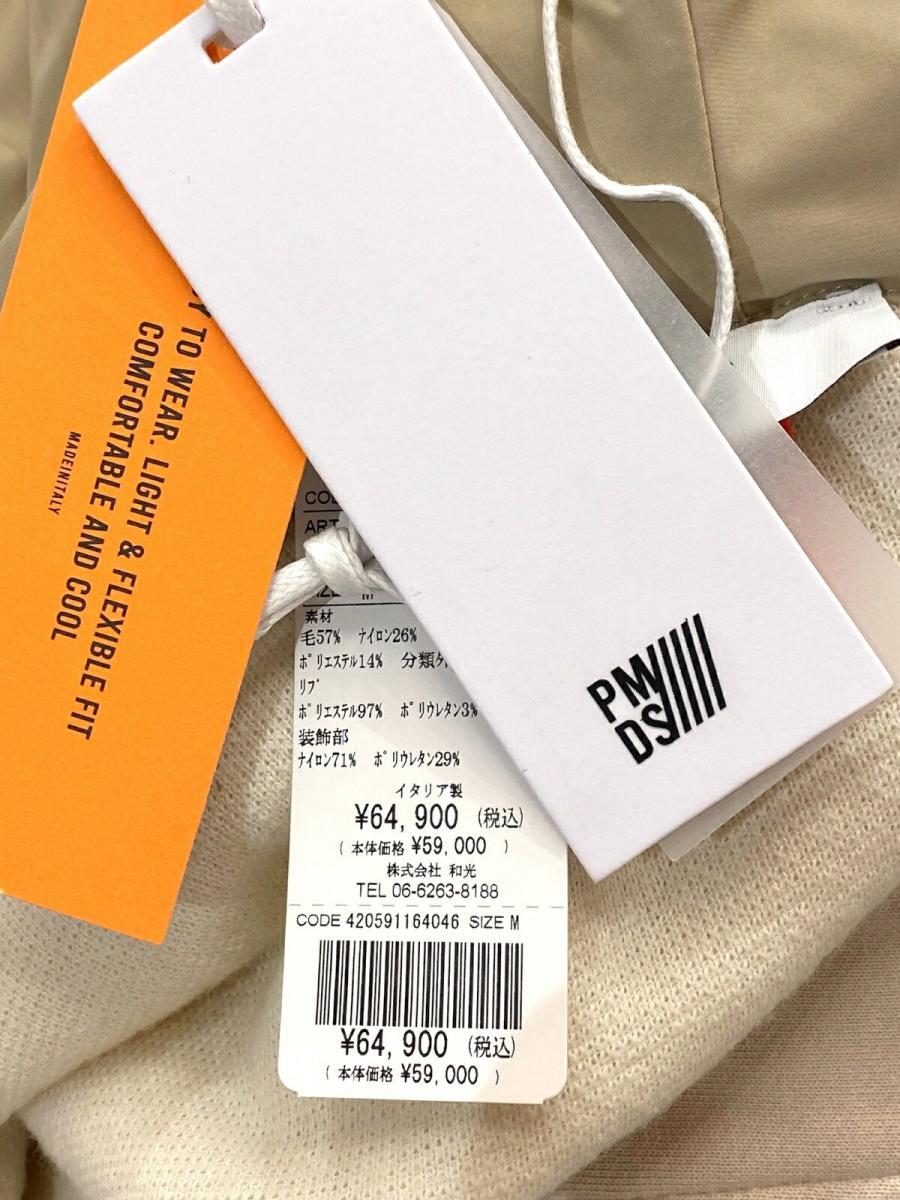 TO WEAR. LIGHT & FLEXIBLE FIT
COMFORTABLE AND COOL
MADEINITALY
PM
DS
ART
M
素材
毛57% ナイロン26%
ポリエステル14% 分類
リブ
ポリエステル97% ポリウレタン3%
装飾部
ナイロン71% ポリウレタン29%
イタリア製
¥64,900 (税込)
( 本体価格 ¥59,000 )
株式会社 和光
TEL 06-6263-8188
CODE 420591164046 SIZE M
¥64,900 (税込)
( 本体価格 ¥59,000 )